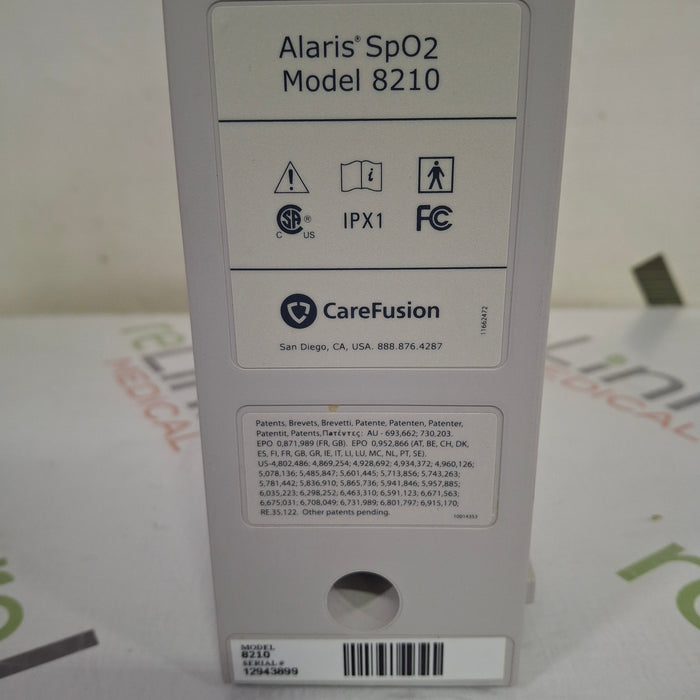 Alaris® SpO2
Model 8210
i
CSA ®
C US
IPX1
FC
CareFusion
11662472
San Diego, CA, USA. 888.876.4287
Patents, Brevets, Brevetti, Patente, Patenten, Patenter,
Patentit, Patents, Πατέντες: AU - 693,662; 730,203.
EPO 0,871,989 (FR, GB). EPO 0,952,866 (AT, BE, CH, DK,
ES, FI, FR, GB, GR, IE, IT, LI, LU, MC, NL, PT, SE).
US-4,802,486; 4,869,254; 4,928,692; 4,934,372; 4,960,126;
5,078,136; 5,485,847; 5,601,445; 5,713,856; 5,743,263;
5,781,442; 5,836,910; 5,865,736; 5,941,846; 5,957,885;
6,035,223; 6,298,252; 6,463,310; 6,591,123; 6,671,563;
6,675,031; 6,708,049; 6,731,989; 6,801,797; 6,915,170;
RE.35,122. Other patents pending.
10014353
MODEL
8210
SERIAL #
12943899
reLink
MEDICAL